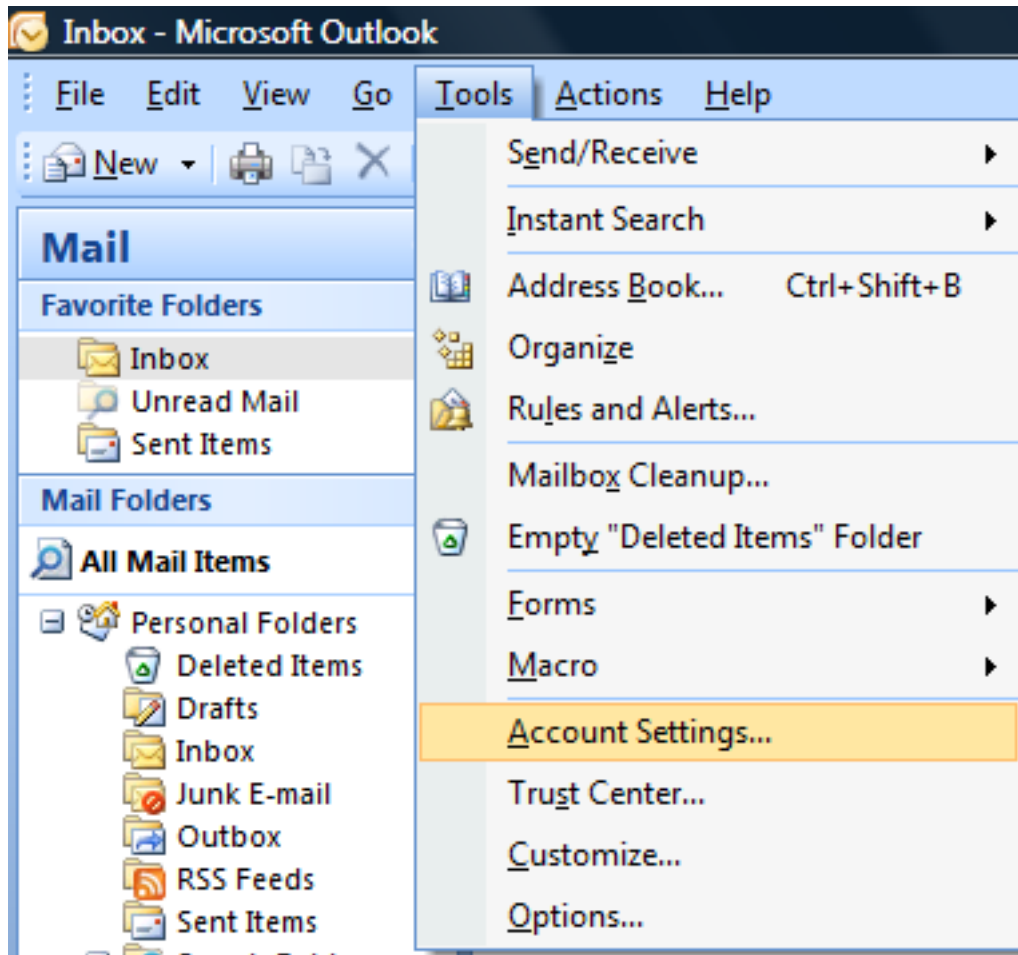 Inbox - Microsoft Outlook
File Edit View Go Tools Actions Help
New
Mail
Favorite Folders
Inbox
Unread Mail
Sent Items
Mail Folders
All Mail Items
Personal Folders
Deleted Items
Drafts
Inbox
Junk E-mail
Outbox
RSS Feeds
Sent Items
Send/Receive
Instant Search
Address Book... Ctrl+Shift+B
Organize
Rules and Alerts...
Mailbox Cleanup...
Empty "Deleted Items" Folder
Forms
Macro
Account Settings...
Trust Center...
Customize...
Options...